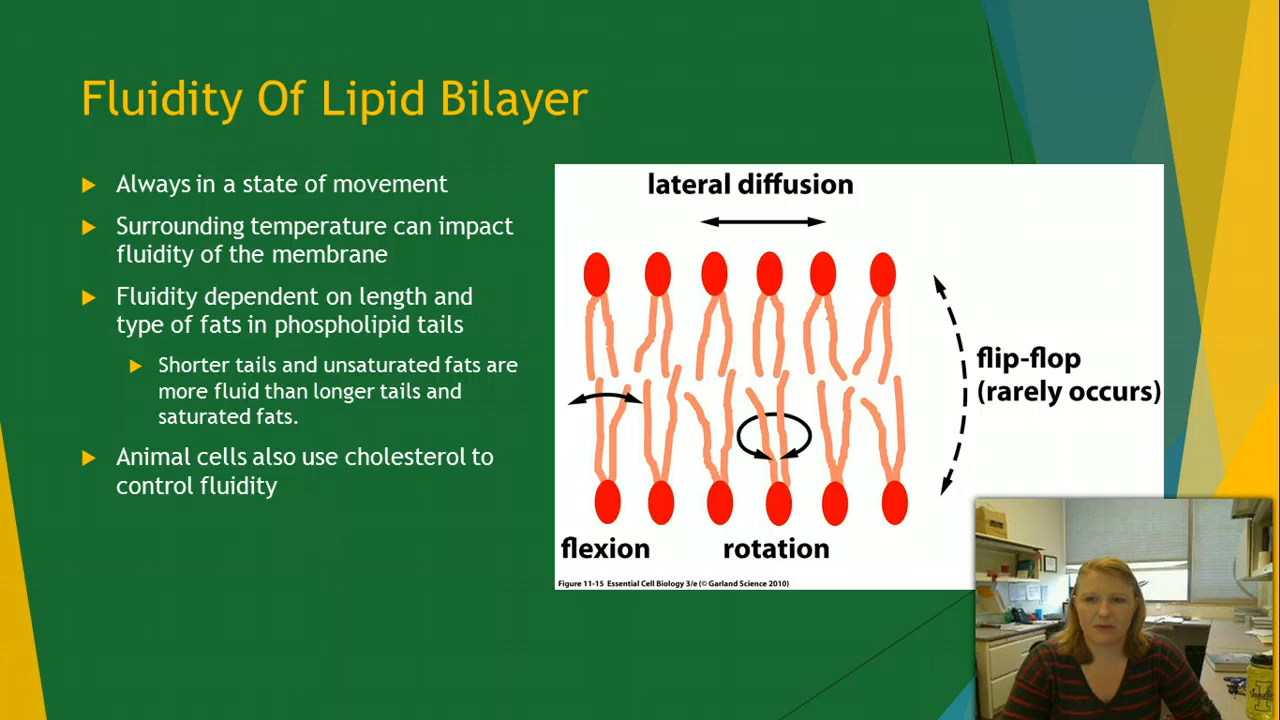 Fluidity Of Lipid Bilayer
Always in a state of movement
Surrounding temperature can impact
fluidity of the membrane
Fluidity dependent on length and
type of fats in phospholipid tails
Shorter tails and unsaturated fats are
more fluid than longer tails and
saturated fats.
Animal cells also use cholesterol to
control fluidity
lateral diffusion
flip-flop
(rarely occurs)
flexion
rotation
Figure 11-15 Essential Cell Biology 3/e (© Garland Science 2010)